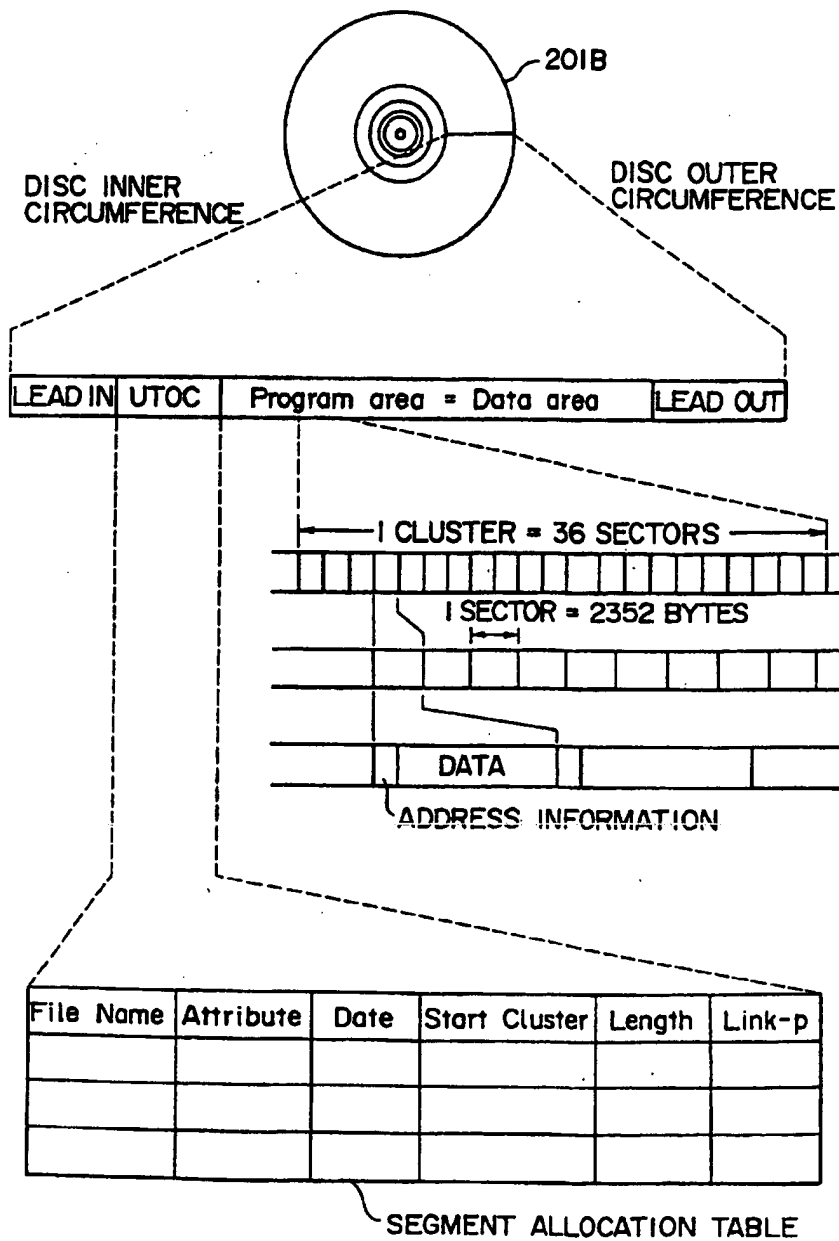 201B
DISC INNER
CIRCUMFERENCE
DISC OUTER
CIRCUMFERENCE
LEAD IN UTOC Program area = Data area LEAD OUT
1 CLUSTER = 36 SECTORS
1 SECTOR = 2352 BYTES
DATA
ADDRESS INFORMATION
File Name Attribute Date Start Cluster Length Link-p
SEGMENT ALLOCATION TABLE